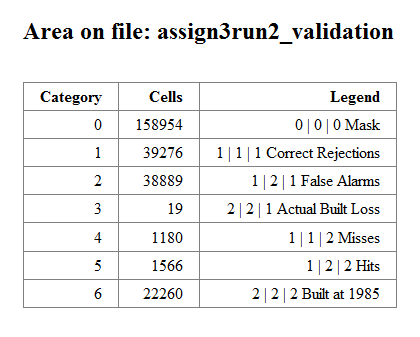 Area on file: assign3run2_validation
Category Cells Legend
0 158954 0 | 0 | 0 Mask
1 39276 1 | 1 | 1 Correct Rejections
2 38889 1 | 2 | 1 False Alarms
3 19 2 | 2 | 1 Actual Built Loss
4 1180 1 | 1 | 2 Misses
5 1566 1 | 2 | 2 Hits
6 22260 2 | 2 | 2 Built at 1985